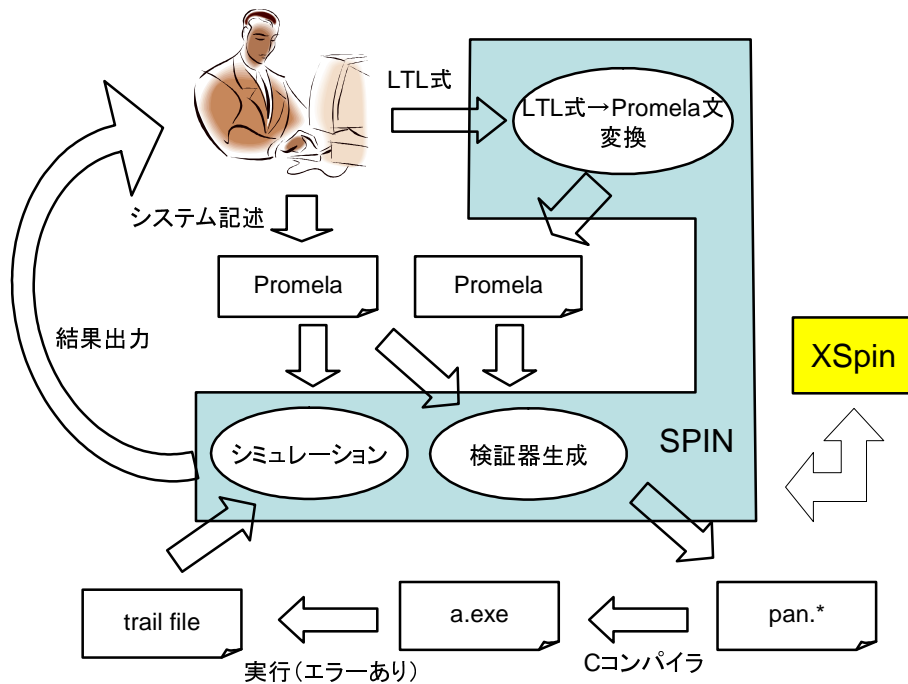 LTL式
LTL式→Promela文
変換
システム記述
Promela
Promela
結果出力
XSpin
シミュレーション
検証器生成
SPIN
trail file
a.exe
pan.*
実行(エラーあり)
Cコンパイラ